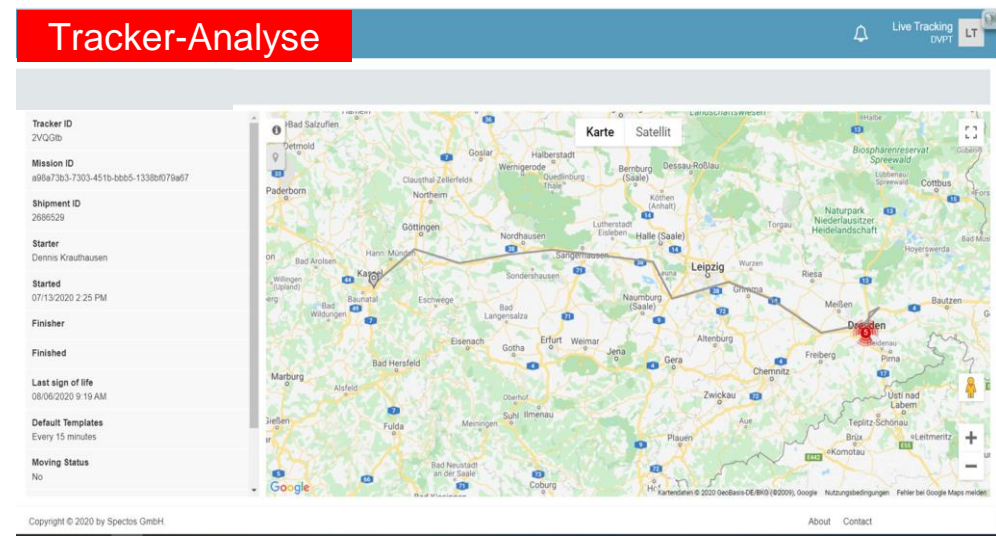 Tracker-Analyse
Live Tracking
DVPT
LT
Tracker ID
2VQGtb
Mission ID
a98a73b3-7303-451b-bbb5-1338bf079a67
Shipment ID
2686529
Starter
Dennis Krauthausen
Started
07/13/2020 2:25 PM
Finisher
Finished
Last sign of life
08/06/2020 9:19 AM
Default Templates
Every 15 minutes
Moving Status
No
Karte Satellit
Bad Salzuflen
Detmold
Paderborn
Goslar
Halberstadt
Wernigerode
Quedlinburg
Thale
Clausthal-Zellerfeld
Northeim
Bernburg
(Saale)
Dessau-Roßlau
Köthen
(Anhalt)
Biosphärenreservat
Spreewald
Lübbenau
Spreewald
Cottbus
Naturpark
Niederlausitzer
Heidelandschaft
Göttingen
Nordhausen
Lutherstadt
Eisleben
Halle (Saale)
Torgau
Hoyerswerda
Bad Arolsen
Hann. Münden
Sangerhausen
Kassel
Leuna
Leipzig
Wurzen
Riesa
Willingen
(Upland)
Sondershausen
Grimma
Bad
Wildungen
Baunatal
Eschwege
Bad
Langensalza
Naumburg
(Saale)
Meißen
Bautzen
Dresden
5
Heidenau
Eisenach
Gotha
Erfurt
Weimar
Jena
Altenburg
Gera
Freiberg
Pirna
Bad Hersfeld
Chemnitz
Marburg
Alsfeld
Oberhof
Zwickau
Ústí nad
Labem
Gießen
Fulda
Meiningen
Suhl
Ilmenau
Aue
Teplitz-Schönau
Plauen
Brüx
Leitmeritz
Komotau
Bad Neustadt
an der Saale
Coburg
Google
Kartendaten © 2020 GeoBasis-DE/BKG (©2009), Google Nutzungsbedingungen Fehler bei Google Maps melden
Copyright © 2020 by Spectos GmbH.
About Contact